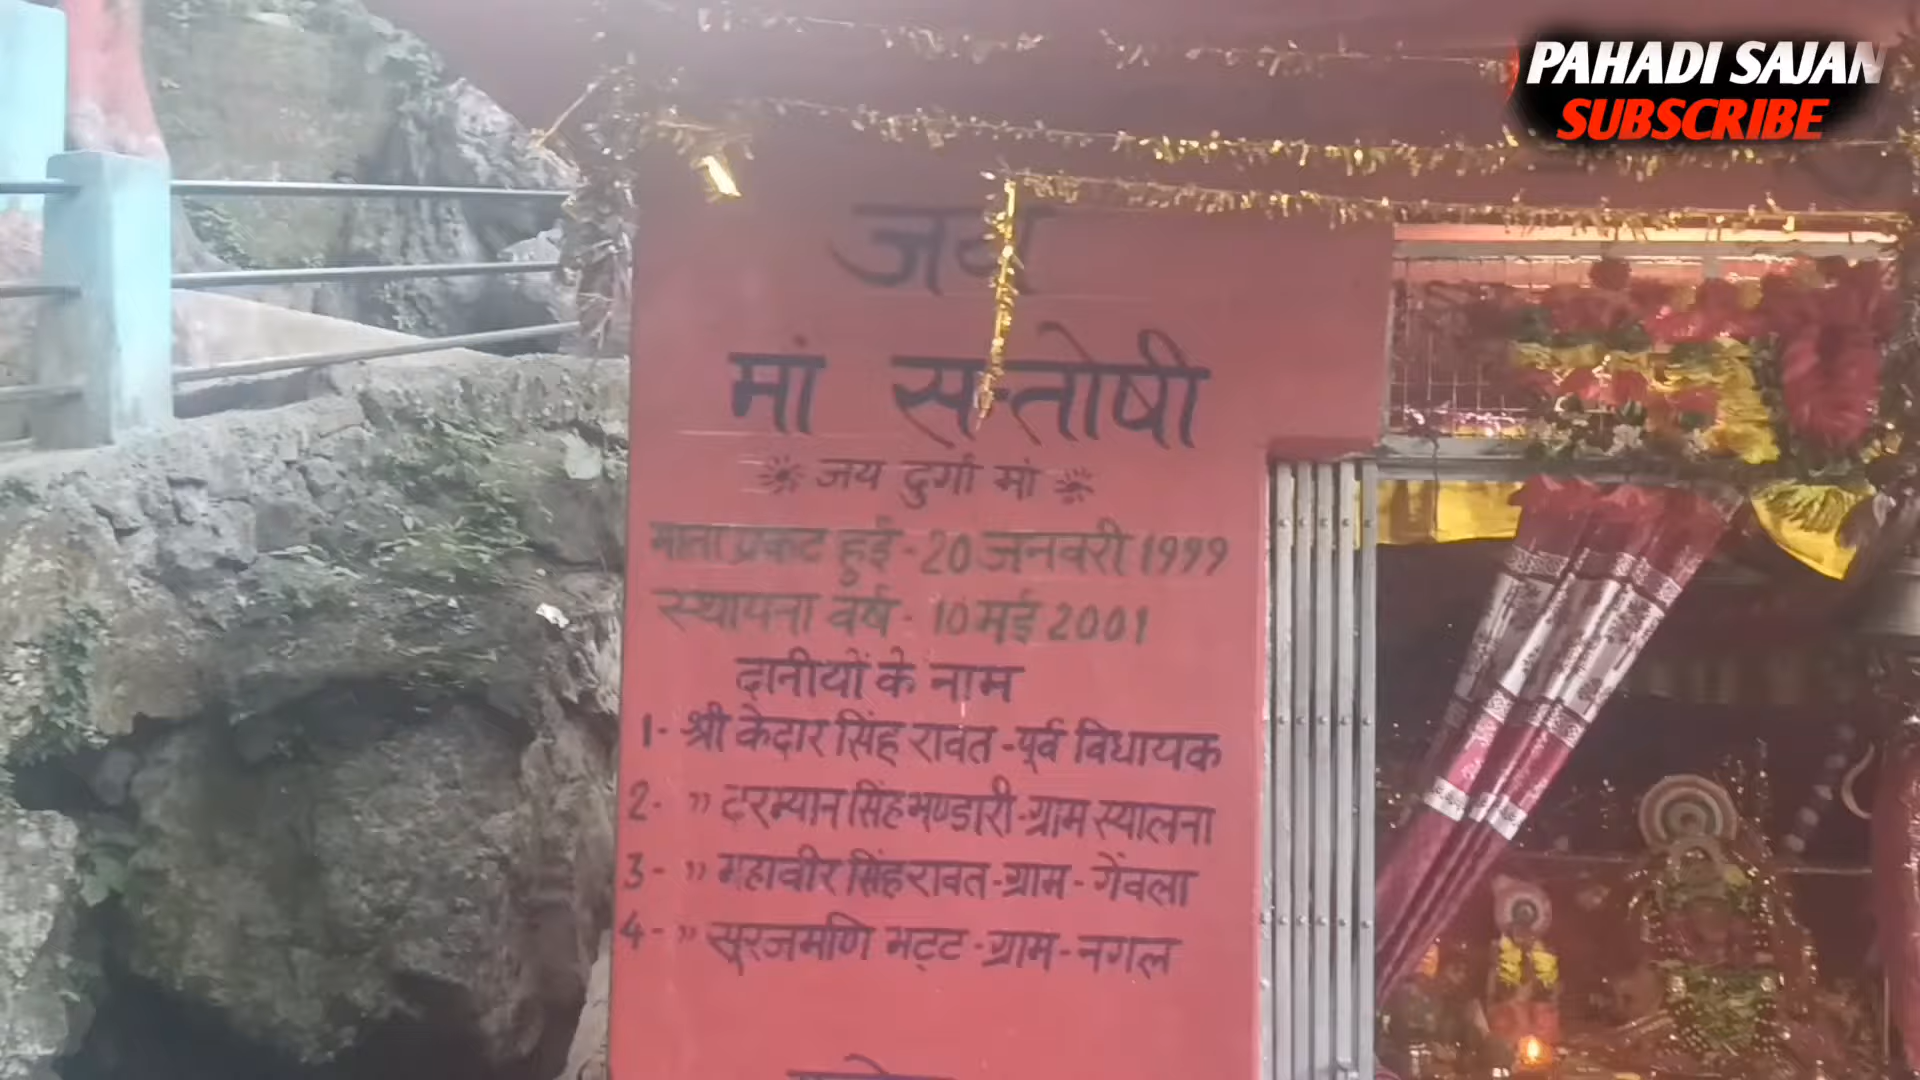 PAHADI SAJAN
SUBSCRIBE
जय
मां सन्तोषी
जय दुर्गा मां
माता प्रकट हुई - 20 जनवरी 1999
स्थापना वर्ष - 10 मई 2001
दानीयों के नाम
1- श्री केदार सिंह रावत - पूर्व विधायक
2- " दरम्यान सिंह भण्डारी - ग्राम स्यालना
3- " महावीर सिंह रावत - ग्राम - गेंवला
4- " सूरजमणि भट्ट - ग्राम - नगल